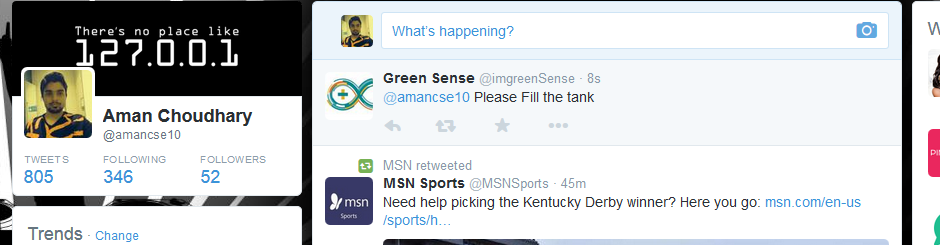 There's no place like
127.0.0.1
Aman Choudhary
@amancse10
TWEETS FOLLOWING FOLLOWERS
805 346 52
Trends · Change
What's happening?
Green Sense @imgreenSense · 8s
@amancse10 Please Fill the tank
MSN retweeted
msn
Sports
MSN Sports @MSNSports · 45m
Need help picking the Kentucky Derby winner? Here you go: msn.com/en-us
/sports/h…
W
PI